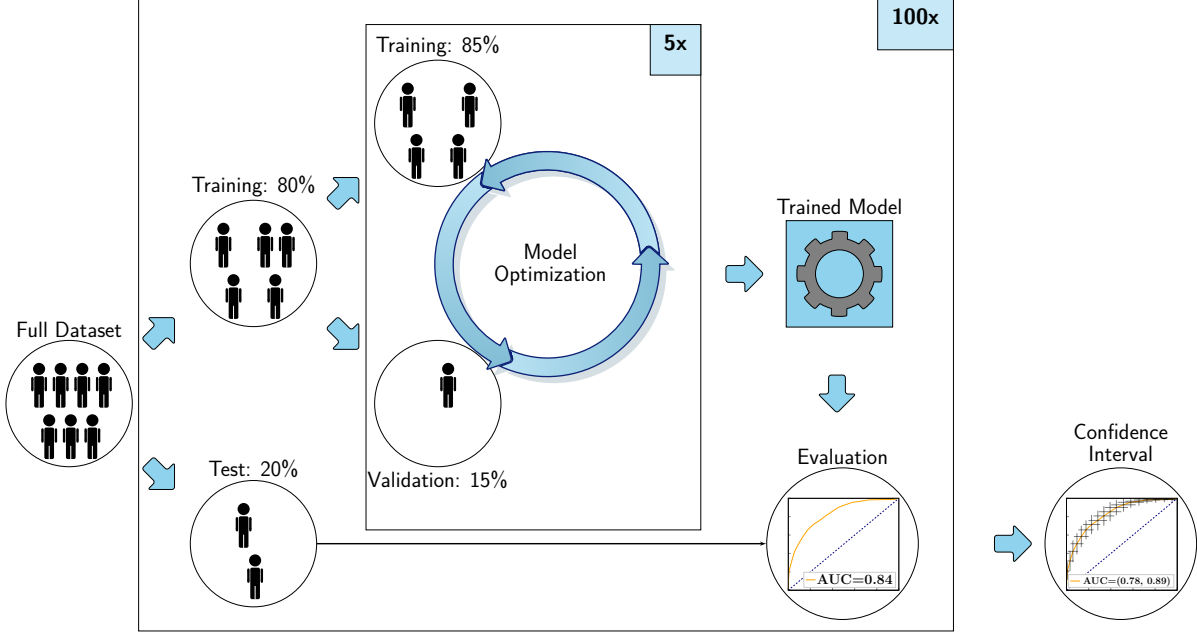 100x
5x
Training: 85%
Training: 80%
Model
Optimization
Trained Model
Full Dataset
Validation: 15%
Test: 20%
Evaluation
AUC=0.84
Confidence
Interval
AUC=(0.78, 0.89)